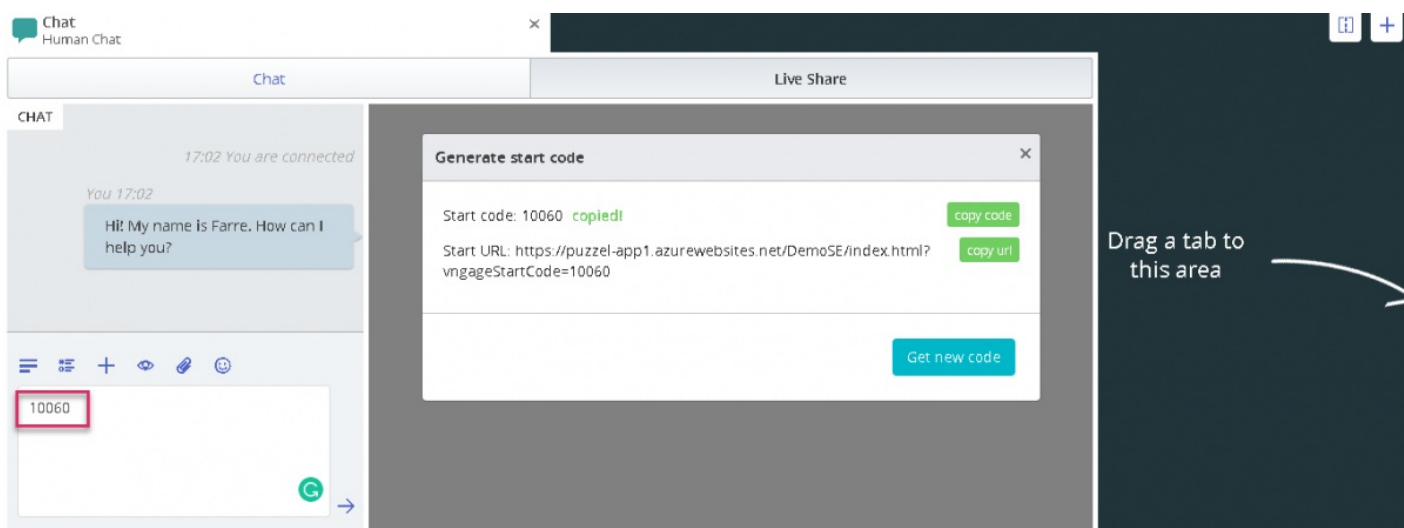 Chat
Human Chat
Chat
Live Share
CHAT
17:02 You are connected
You 17:02
Hi! My name is Farre. How can I
help you?
10060
Generate start code
Start code: 10060 copied!
copy code
Start URL: https://puzzel-app1.azurewebsites.net/DemoSE/index.html?
vngageStartCode=10060
copy url
Get new code
Drag a tab to
this area